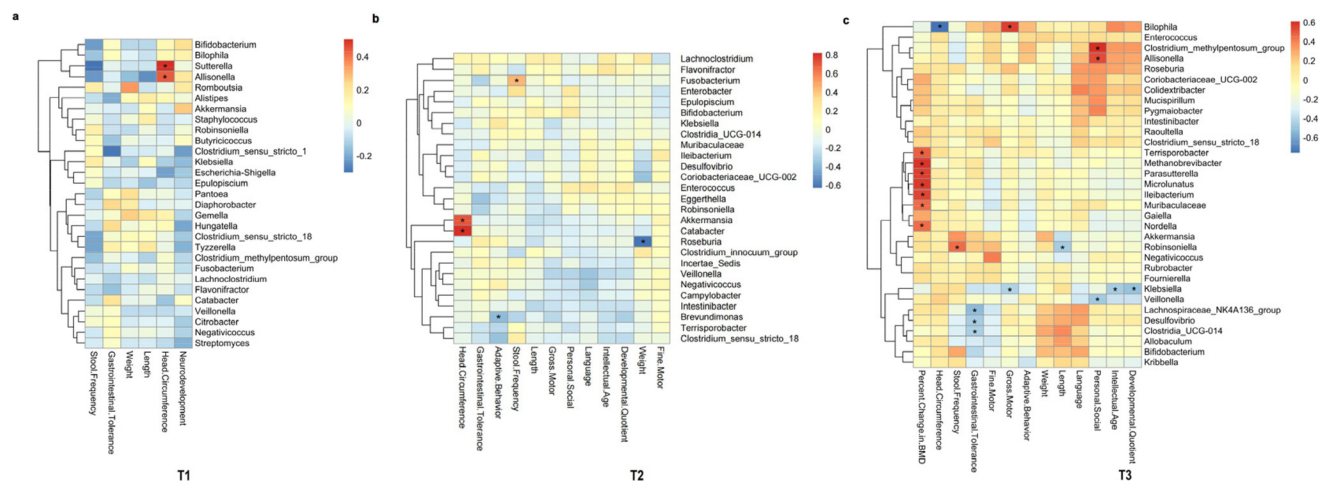 a
0.4
0.2
0
-0.2
Bifidobacterium
Bilophila
Sutterella
Allisonella
Romboutsia
Alistipes
Akkermansia
Staphylococcus
Robinsoniella
Butyricicoccus
Clostridium_sensu_stricto_1
Klebsiella
Escherichia-Shigella
Epulopiscium
Pantoea
Diaphorobacter
Gemella
Hungatella
Clostridium_sensu_stricto_18
Tyzzerella
Clostridium_methylpentosum_group
Fusobacterium
Lachnoclostridium
Flavonifractor
Catabacter
Veillonella
Citrobacter
Negativicoccus
Streptomyces
Stool.Frequency
Gastrointestinal.Tolerance
Weight
Length
Head.Circumference
Neurodevelopment
* *
T1
b
0.8
0.6
0.4
0.2
0
-0.2
-0.4
-0.6
Lachnoclostridium
Flavonifractor
Fusobacterium
Enterobacter
Epulopiscium
Bifidobacterium
Klebsiella
Clostridia_UCG-014
Muribaculaceae
Ileibacterium
Desulfovibrio
Coriobacteriaceae_UCG-002
Enterococcus
Eggerthella
Robinsoniella
Akkermansia
Catabacter
Roseburia
Clostridium_innocuum_group
Incertae_Sedis
Veillonella
Negativicoccus
Campylobacter
Intestinibacter
Brevundimonas
Terrisporobacter
Clostridium_sensu_stricto_18
Head.Circumference
Gastrointestinal.Tolerance
Adaptive.Behavior
Stool.Frequency
Length
Gross.Motor
Personal.Social
Language
Intellectual.Age
Developmental.Quotient
Weight
Fine.Motor
* * * * *
T2
c
0.6
0.4
0.2
0
-0.2
-0.4
-0.6
Bilophila
Enterococcus
Clostridium_methylpentosum_group
Allisonella
Roseburia
Coriobacteriaceae_UCG-002
Colidextribacter
Mucispirillum
Pygmaiobacter
Intestinibacter
Raoultella
Clostridium_sensu_stricto_18
Terrisporobacter
Methanobrevibacter
Parasutterella
Microlunatus
Ileibacterium
Muribaculaceae
Gaiella
Nordella
Akkermansia
Robinsoniella
Negativicoccus
Rubrobacter
Fournierella
Klebsiella
Veillonella
Lachnospiraceae_NK4A136_group
Desulfovibrio
Clostridia_UCG-014
Allobaculum
Bifidobacterium
Kribbella
Percent.Change.in.BMD
Head.Circumference
Stool.Frequency
Gastrointestinal.Tolerance
Fine.Motor
Gross.Motor
Adaptive.Behavior
Weight
Length
Language
Personal.Social
Intellectual.Age
Developmental.Quotient
* * * * * * * * * * * * * * * * * * * * *
T3